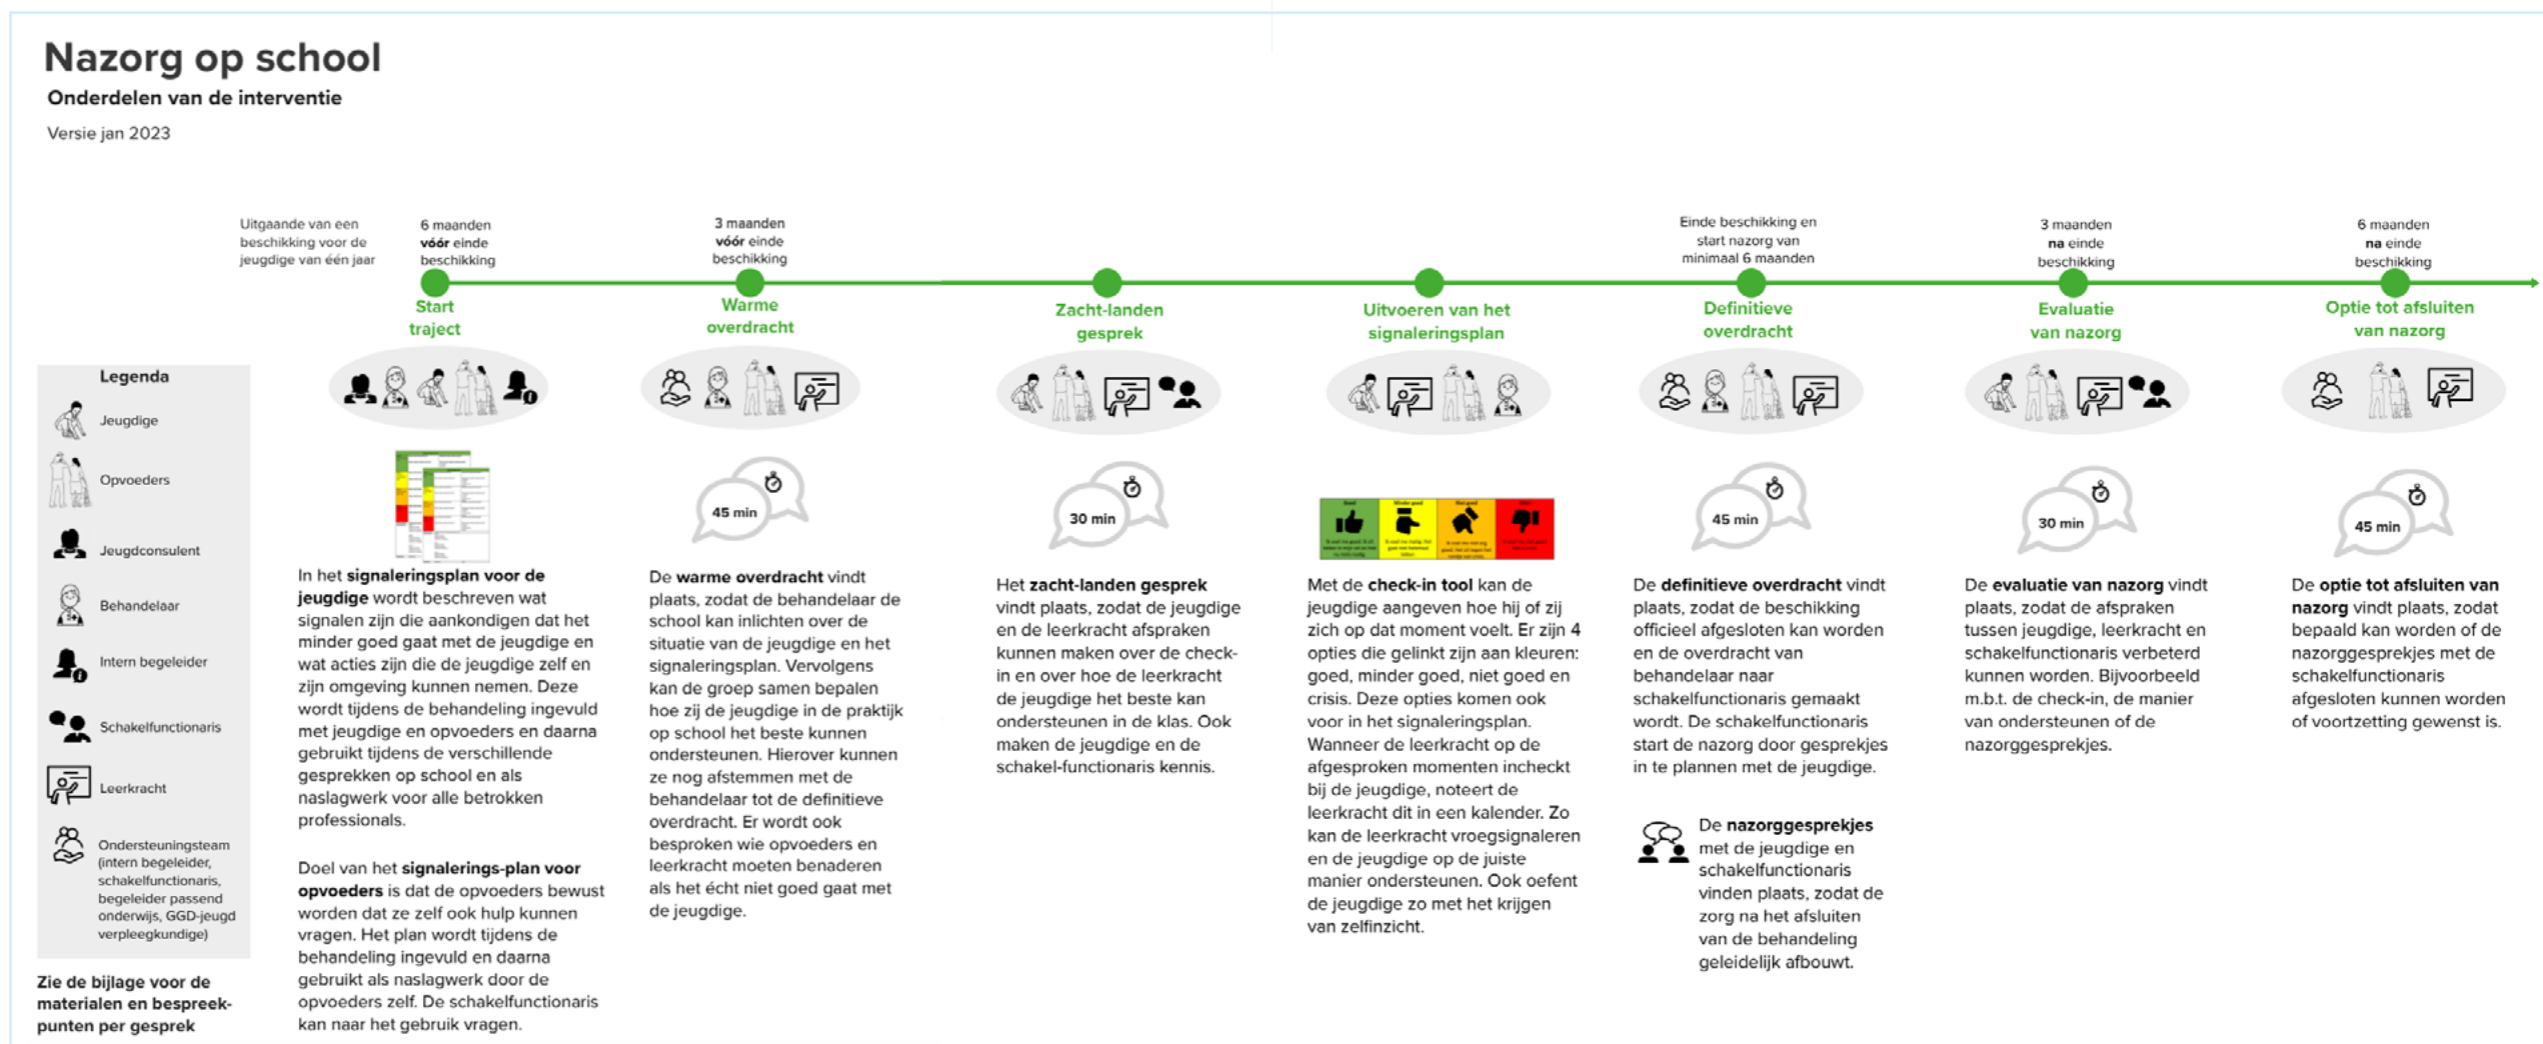 Nazorg op school
Onderdelen van de interventie
Versie jan 2023
Uitgaande van een
beschikking voor de
jeugdige van één jaar
6 maanden
vóór einde
beschikking
Start
traject
3 maanden
vóór einde
beschikking
Warme
overdracht
Zacht-landen
gesprek
Uitvoeren van het
signaleringsplan
Einde beschikking en
start nazorg van
minimaal 6 maanden
Definitieve
overdracht
3 maanden
na einde
beschikking
Evaluatie
van nazorg
6 maanden
na einde
beschikking
Optie tot afsluiten
van nazorg
Legenda
Jeugdige
Opvoeders
Jeugdconsulent
Behandelaar
Intern begeleider
Schakelfunctionaris
Leerkracht
Ondersteuningsteam
(intern begeleider,
schakelfunctionaris,
begeleider passend
onderwijs, GGD-jeugd
verpleegkundige)
Zie de bijlage voor de
materialen en bespreek-
punten per gesprek
In het signaleringsplan voor de
jeugdige wordt beschreven wat
signalen zijn die aankondigen dat het
minder goed gaat met de jeugdige en
wat acties zijn die de jeugdige zelf en
zijn omgeving kunnen nemen. Deze
wordt tijdens de behandeling ingevuld
met jeugdige en opvoeders en daarna
gebruikt tijdens de verschillende
gesprekken op school en als
naslagwerk voor alle betrokken
professionals.
Doel van het signalerings-plan voor
opvoeders is dat de opvoeders bewust
worden dat ze zelf ook hulp kunnen
vragen. Het plan wordt tijdens de
behandeling ingevuld en daarna
gebruikt als naslagwerk door de
opvoeders zelf. De schakelfunctionaris
kan naar het gebruik vragen.
45 min
De warme overdracht vindt
plaats, zodat de behandelaar de
school kan inlichten over de
situatie van de jeugdige en het
signaleringsplan. Vervolgens
kan de groep samen bepalen
hoe zij de jeugdige in de praktijk
op school het beste kunnen
ondersteunen. Hierover kunnen
ze nog afstemmen met de
behandelaar tot de definitieve
overdracht. Er wordt ook
besproken wie opvoeders en
leerkracht moeten benaderen
als het écht niet goed gaat met
de jeugdige.
30 min
Het zacht-landen gesprek
vindt plaats, zodat de jeugdige
en de leerkracht afspraken
kunnen maken over de check-
in en over hoe de leerkracht
de jeugdige het beste kan
ondersteunen in de klas. Ook
maken de jeugdige en de
schakel-functionaris kennis.
Goed
Minder goed
Niet goed
Met de check-in tool kan de
jeugdige aangeven hoe hij of zij
zich op dat moment voelt. Er zijn 4
opties die gelinkt zijn aan kleuren:
goed, minder goed, niet goed en
crisis. Deze opties komen ook
voor in het signaleringsplan.
Wanneer de leerkracht op de
afgesproken momenten incheckt
bij de jeugdige, noteert de
leerkracht dit in een kalender. Zo
kan de leerkracht vroegsignaleren
en de jeugdige op de juiste
manier ondersteunen. Ook oefent
de jeugdige zo met het krijgen
van zelfinzicht.
45 min
De definitieve overdracht vindt
plaats, zodat de beschikking
officieel afgesloten kan worden
en de overdracht van
behandelaar naar
schakelfunctionaris gemaakt
wordt. De schakelfunctionaris
start de nazorg door gesprekjes
in te plannen met de jeugdige.
De nazorggesprekjes
met de jeugdige en
schakelfunctionaris
vinden plaats, zodat de
zorg na het afsluiten
van de behandeling
geleidelijk afbouwt.
30 min
De evaluatie van nazorg vindt
plaats, zodat de afspraken
tussen jeugdige, leerkracht en
schakelfunctionaris verbeterd
kunnen worden. Bijvoorbeeld
m.b.t. de check-in, de manier
van ondersteunen of de
nazorggesprekjes.
45 min
De optie tot afsluiten van
nazorg vindt plaats, zodat
bepaald kan worden of de
nazorggesprekjes met de
schakelfunctionaris
afgesloten kunnen worden
of voortzetting gewenst is.